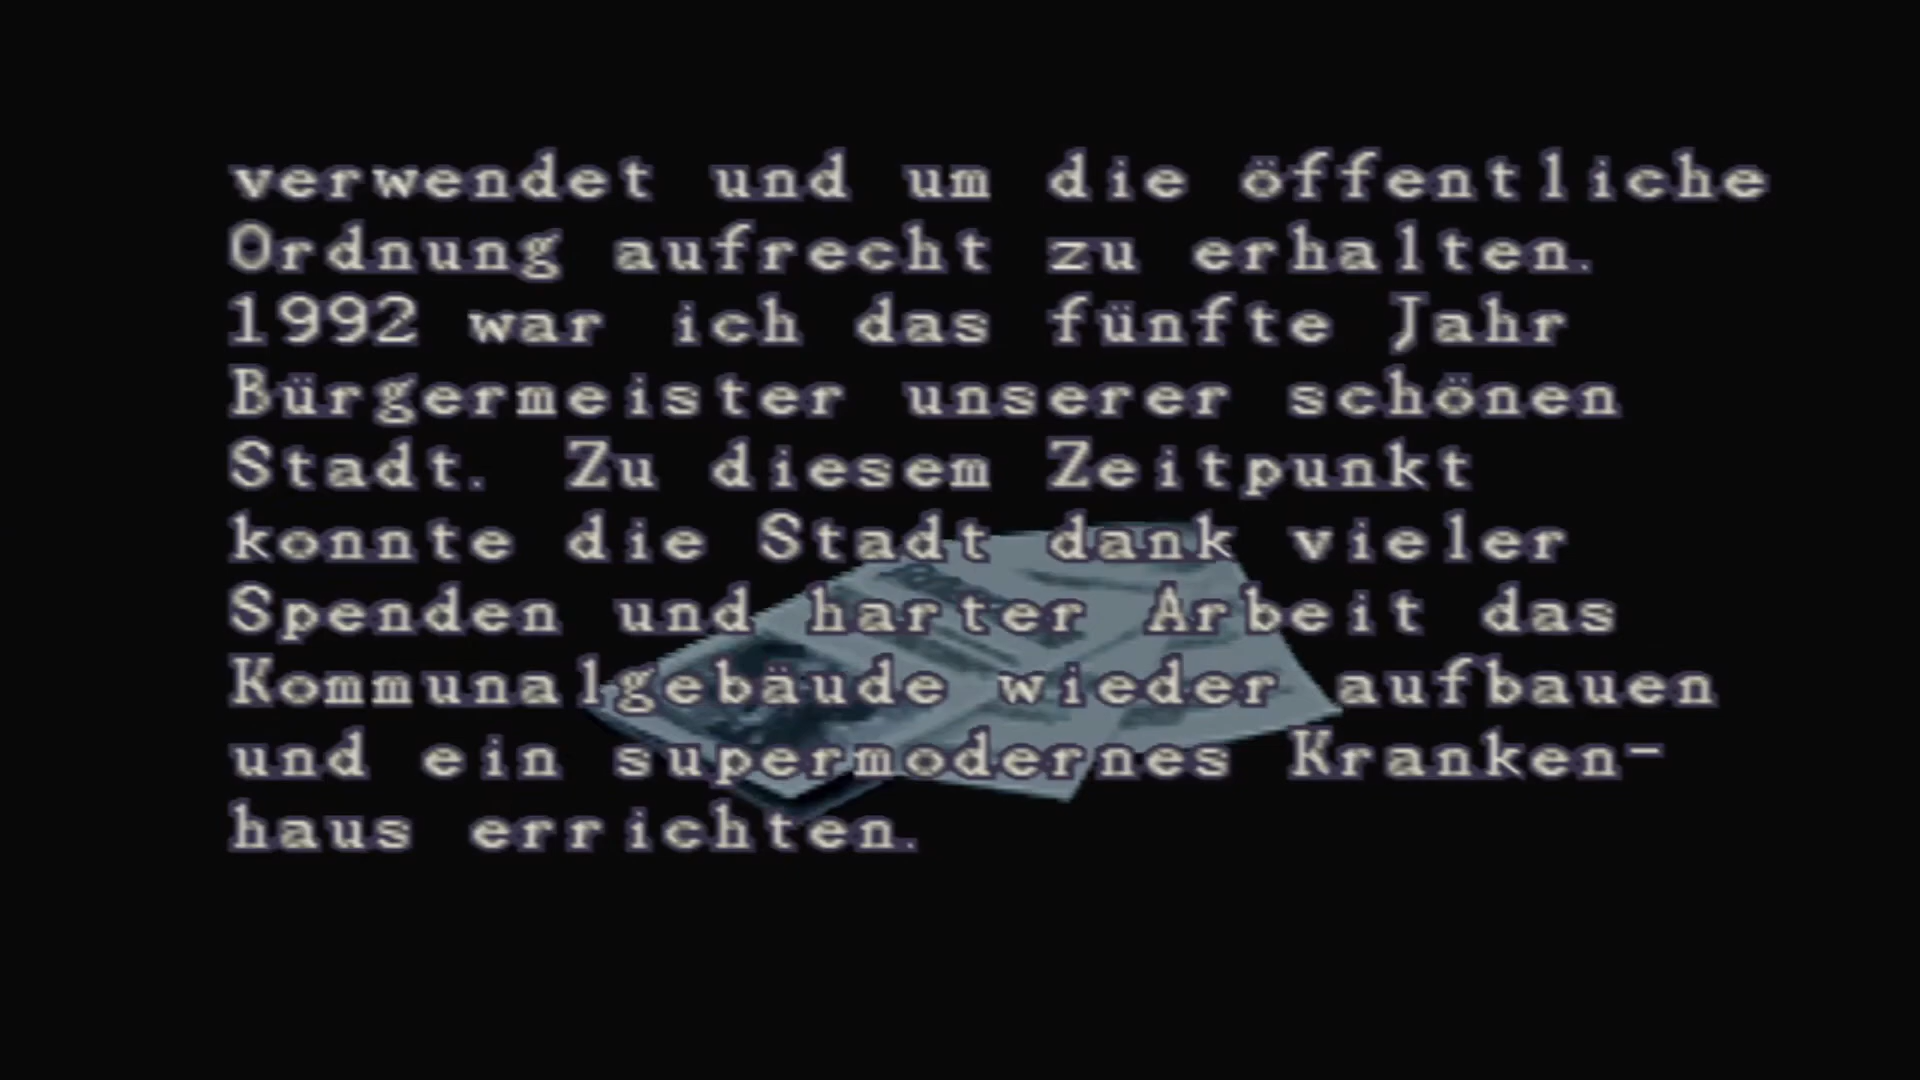 verwendet und um die öffentliche
Ordnung aufrecht zu erhalten.
1992 war ich das fünfte Jahr
Bürgermeister unserer schönen
Stadt. Zu diesem Zeitpunkt
konnte die Stadt dank vieler
Spenden und harter Arbeit das
Kommunalgebäude wieder aufbauen
und ein supermodernes Kranken-
haus errichten.